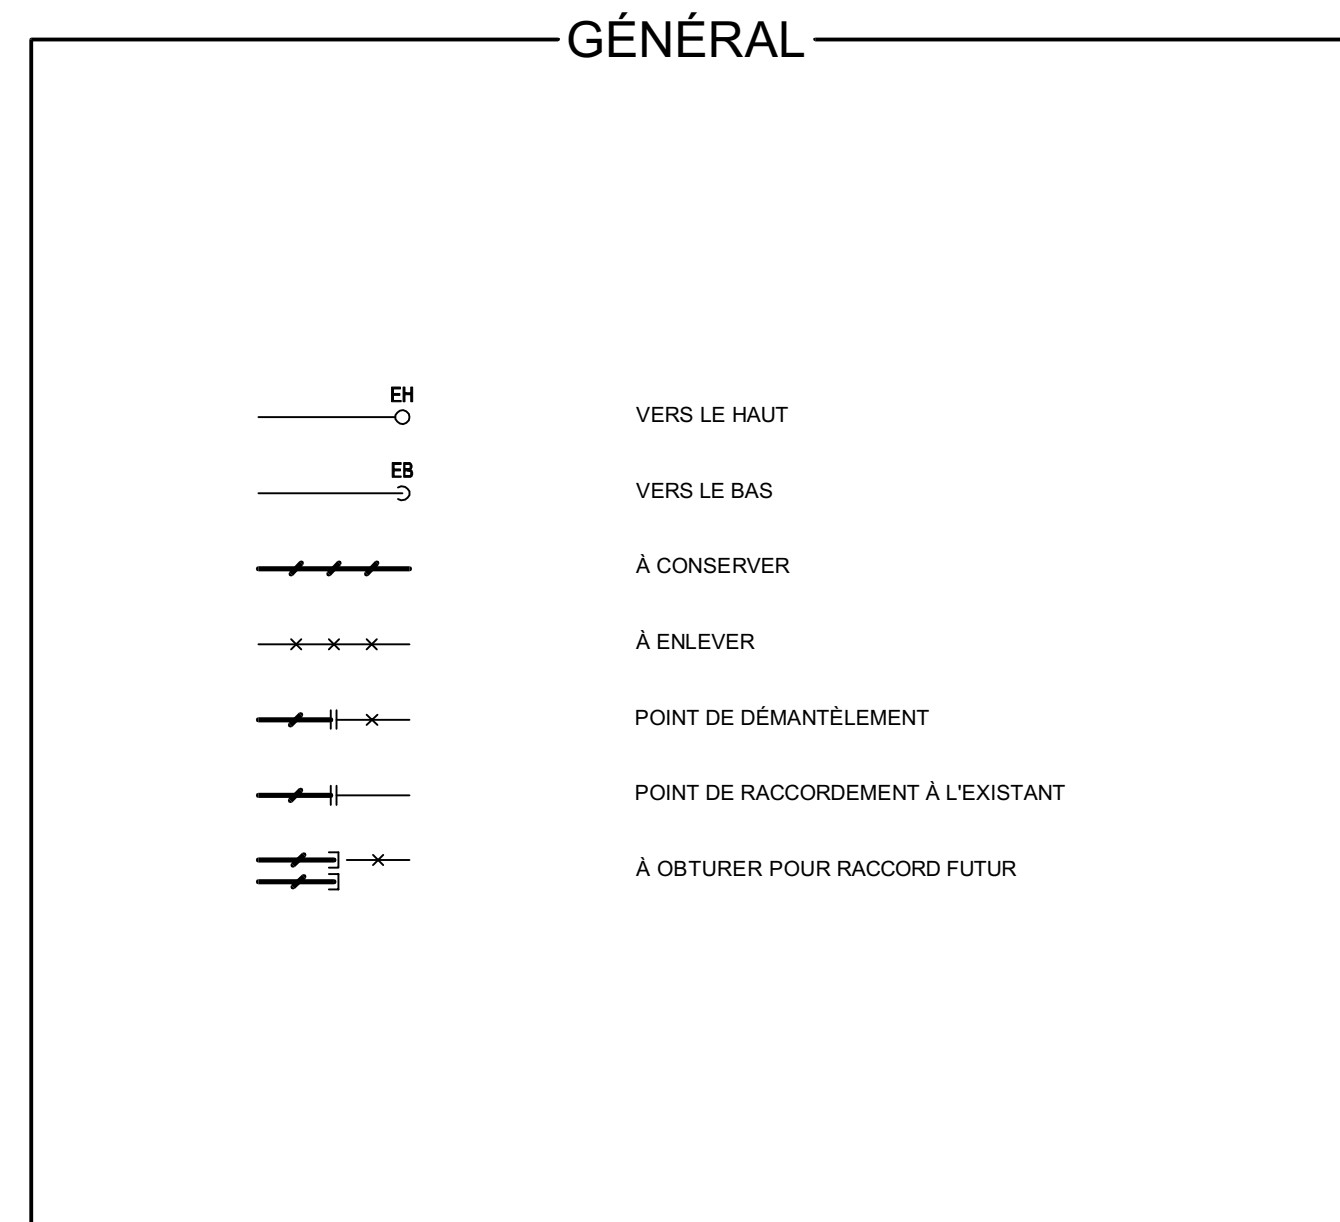 GÉNÉRAL
EH
VERS LE HAUT
EB
VERS LE BAS
À CONSERVER
À ENLEVER
POINT DE DÉMANTÈLEMENT
POINT DE RACCORDEMENT À L'EXISTANT
À OBTURER POUR RACCORD FUTUR